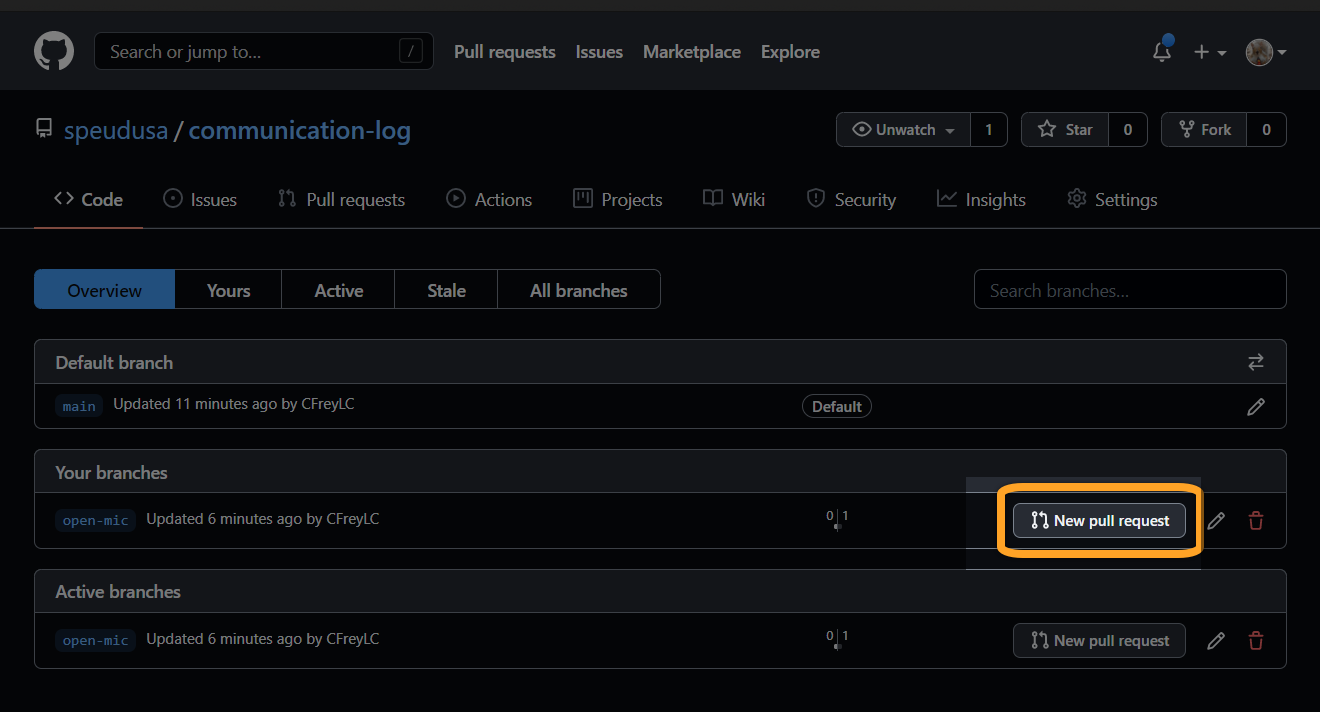 Search or jump to... / Pull requests Issues Marketplace Explore
speudusa / communication-log Unwatch 1 Star 0 Fork 0
Code Issues Pull requests Actions Projects Wiki Security Insights Settings
Overview Yours Active Stale All branches Search branches...
Default branch
main Updated 11 minutes ago by CFreyLC Default
Your branches
open-mic Updated 6 minutes ago by CFreyLC 0 1 New pull request
Active branches
open-mic Updated 6 minutes ago by CFreyLC 0 1 New pull request